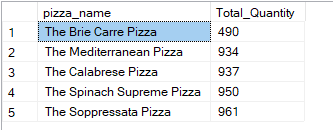 pizza_name Total_Quantity
1 The Brie Carre Pizza 490
2 The Mediterranean Pizza 934
3 The Calabrese Pizza 937
4 The Spinach Supreme Pizza 950
5 The Soppressata Pizza 961